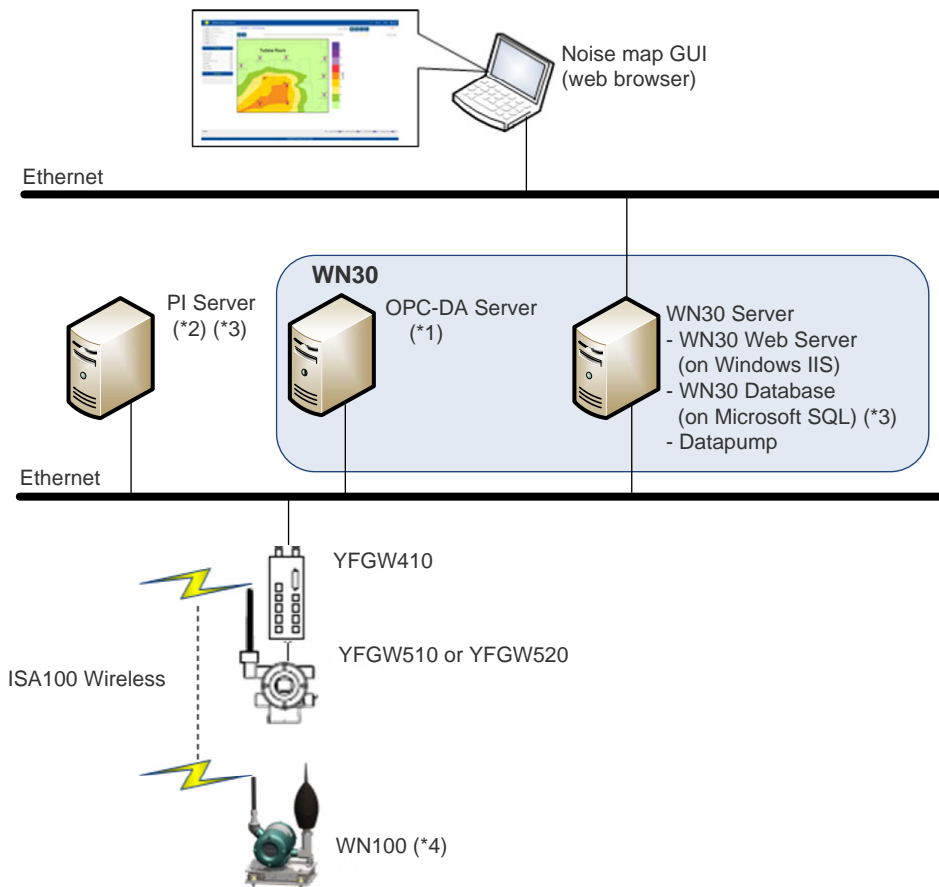 Turbine Room
Noise map GUI
(web browser)
Ethernet
WN30
PI Server
(*2) (*3)
OPC-DA Server
(*1)
WN30 Server
- WN30 Web Server
(on Windows IIS)
- WN30 Database
(on Microsoft SQL) (*3)
- Datapump
Ethernet
YFGW410
YFGW510 or YFGW520
ISA100 Wireless
WN100 (*4)